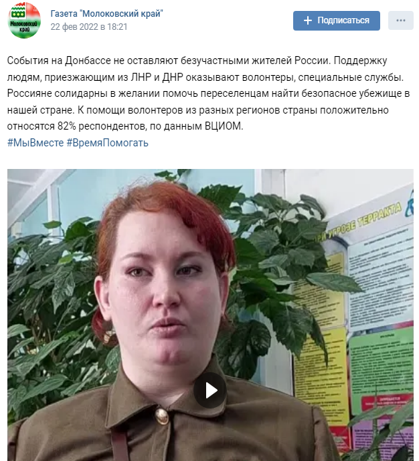 Газета "Молоковский край"
22 фев 2022 в 18:21
Подписаться
События на Донбассе не оставляют безучастными жителей России. Поддержку
людям, приезжающим из ЛНР и ДНР оказывают волонтеры, специальные службы.
Россияне солидарны в желании помочь переселенцам найти безопасное убежище в
нашей стране. К помощи волонтеров из разных регионов страны положительно
относятся 82% респондентов, по данным ВЦИОМ.
#МыВместе #ВремяПомогать
УГРОЗЕ ТЕРРАКТА